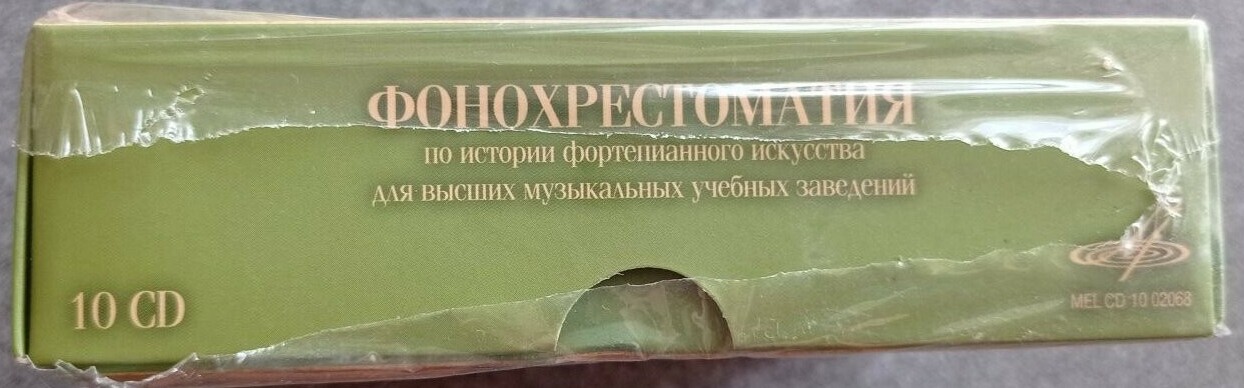 ФОНОХРЕСТОМАТИЯ
по истории фортепианного искусства
для высших музыкальных учебных заведений
10 CD
MEL CD 10 02068